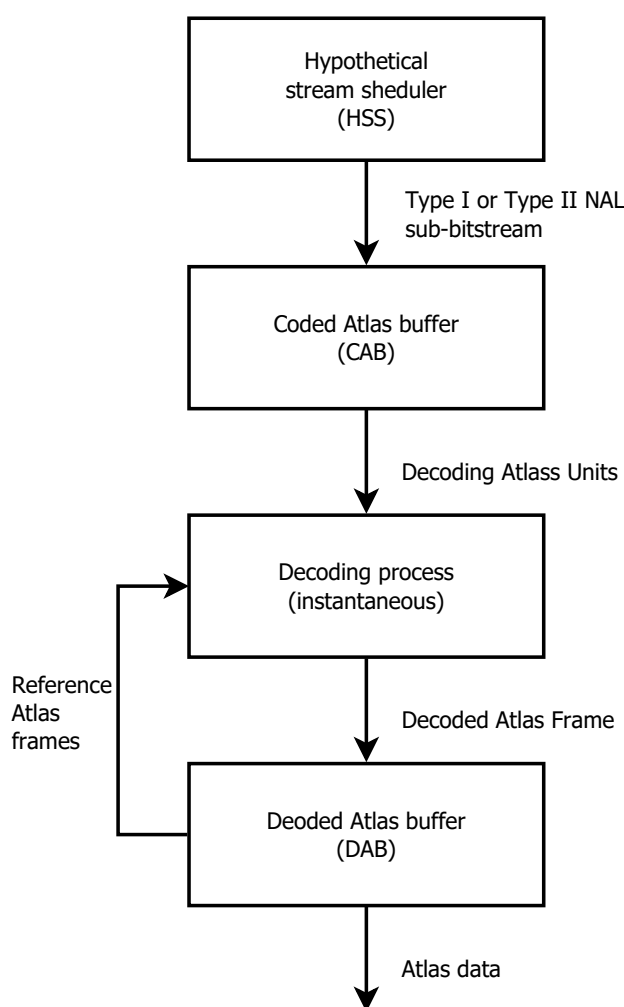 Hypothetical
stream sheduler
(HSS)
Type I or Type II NAL
sub-bitstream
Coded Atlas buffer
(CAB)
Decoding Atlass Units
Decoding process
(instantaneous)
Reference
Atlas
frames
Decoded Atlas Frame
Deoded Atlas buffer
(DAB)
Atlas data